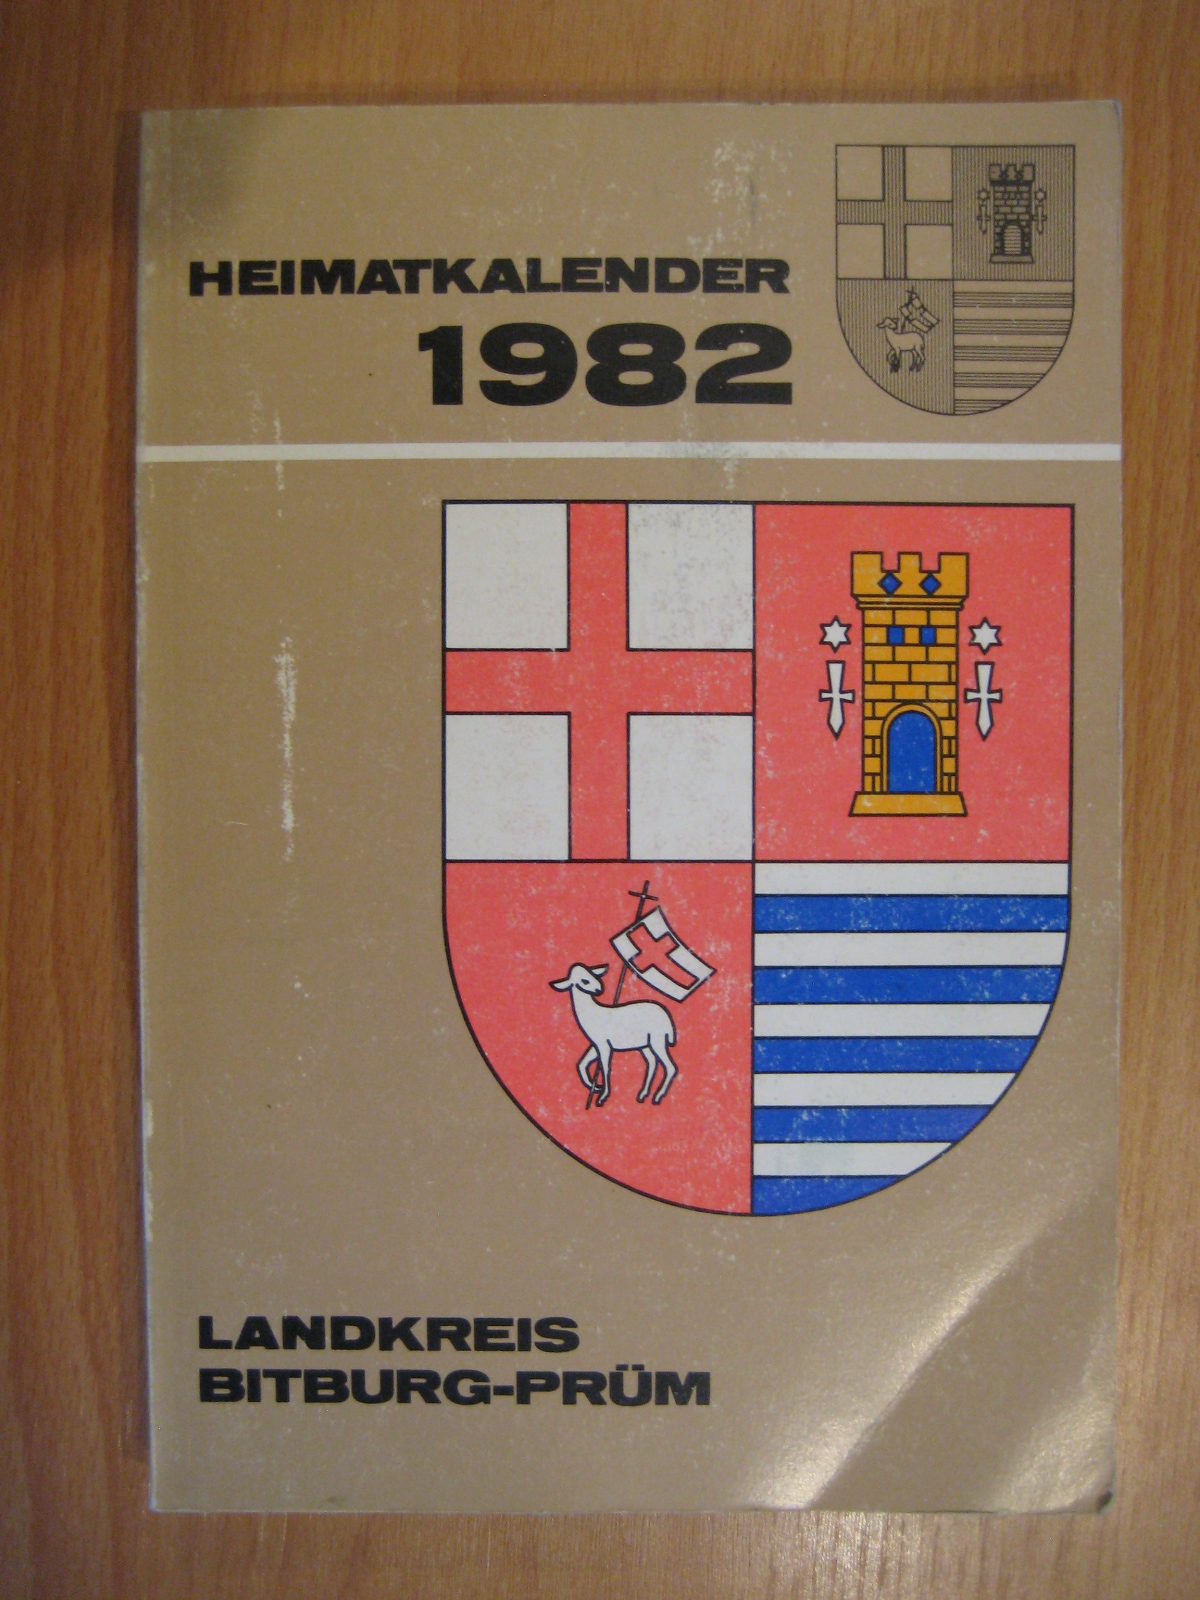 HEIMATKALENDER
1982
LANDKREIS
BITBURG-PRÜM